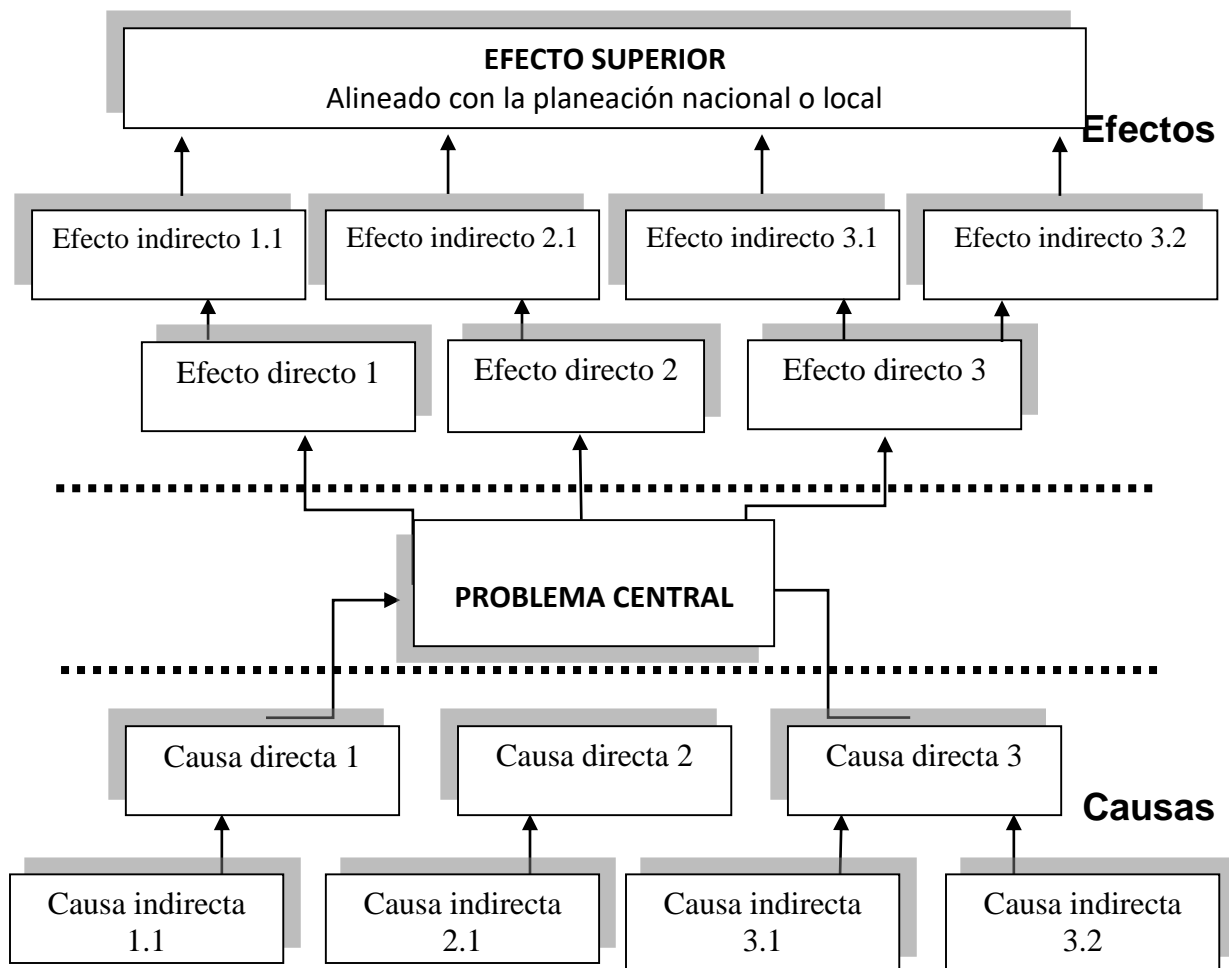 EFECTO SUPERIOR
Alineado con la planeación nacional o local
Efectos
Efecto indirecto 1.1
Efecto indirecto 2.1
Efecto indirecto 3.1
Efecto indirecto 3.2
Efecto directo 1
Efecto directo 2
Efecto directo 3
PROBLEMA CENTRAL
Causa directa 1
Causa directa 2
Causa directa 3
Causas
Causa indirecta
1.1
Causa indirecta
2.1
Causa indirecta
3.1
Causa indirecta
3.2